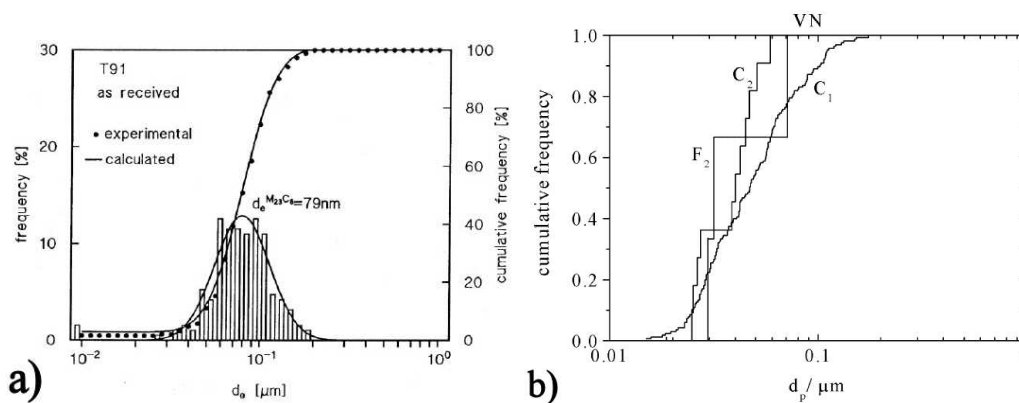 30
20
10
0
frequency [%]
T91
as received
experimental
calculated
d_e^{M23C6}=79nm
100
80
60
40
20
0
cumulative frequency [%]
10^-2
10^-1
10^0
d_e [µm]
a)
VN
1.0
0.8
0.6
0.4
0.2
0.0
cumulative frequency
C_2
C_1
F_2
0.01
0.1
d_p/ µm
b)